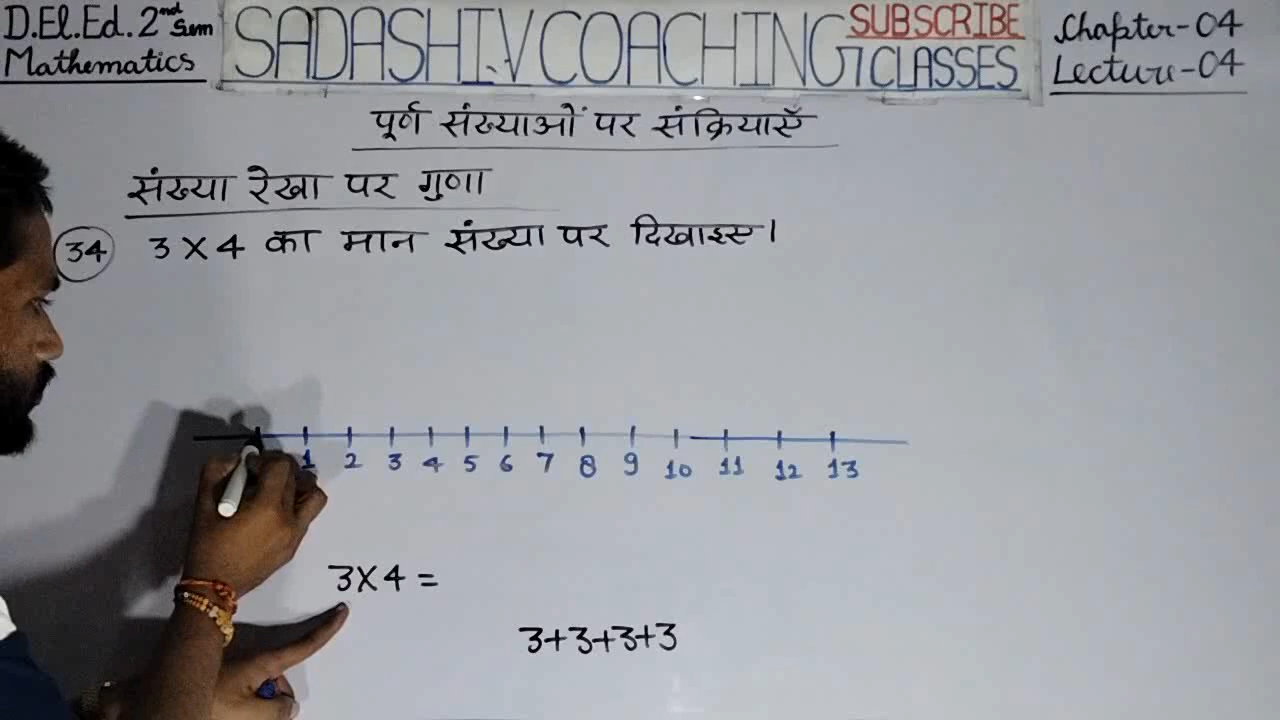 D.El.Ed. 2nd Sem
Mathematics
SADASHIV COACHING CLASSES
SUBSCRIBE
Chapter-04
Lecture-04
पूर्ण संख्याओं पर संक्रियाएँ
संख्या रेखा पर गुणा
34 3×4 का मान संख्या पर दिखाइए।
1 2 3 4 5 6 7 8 9 10 11 12 13
3×4=
3+3+3+3